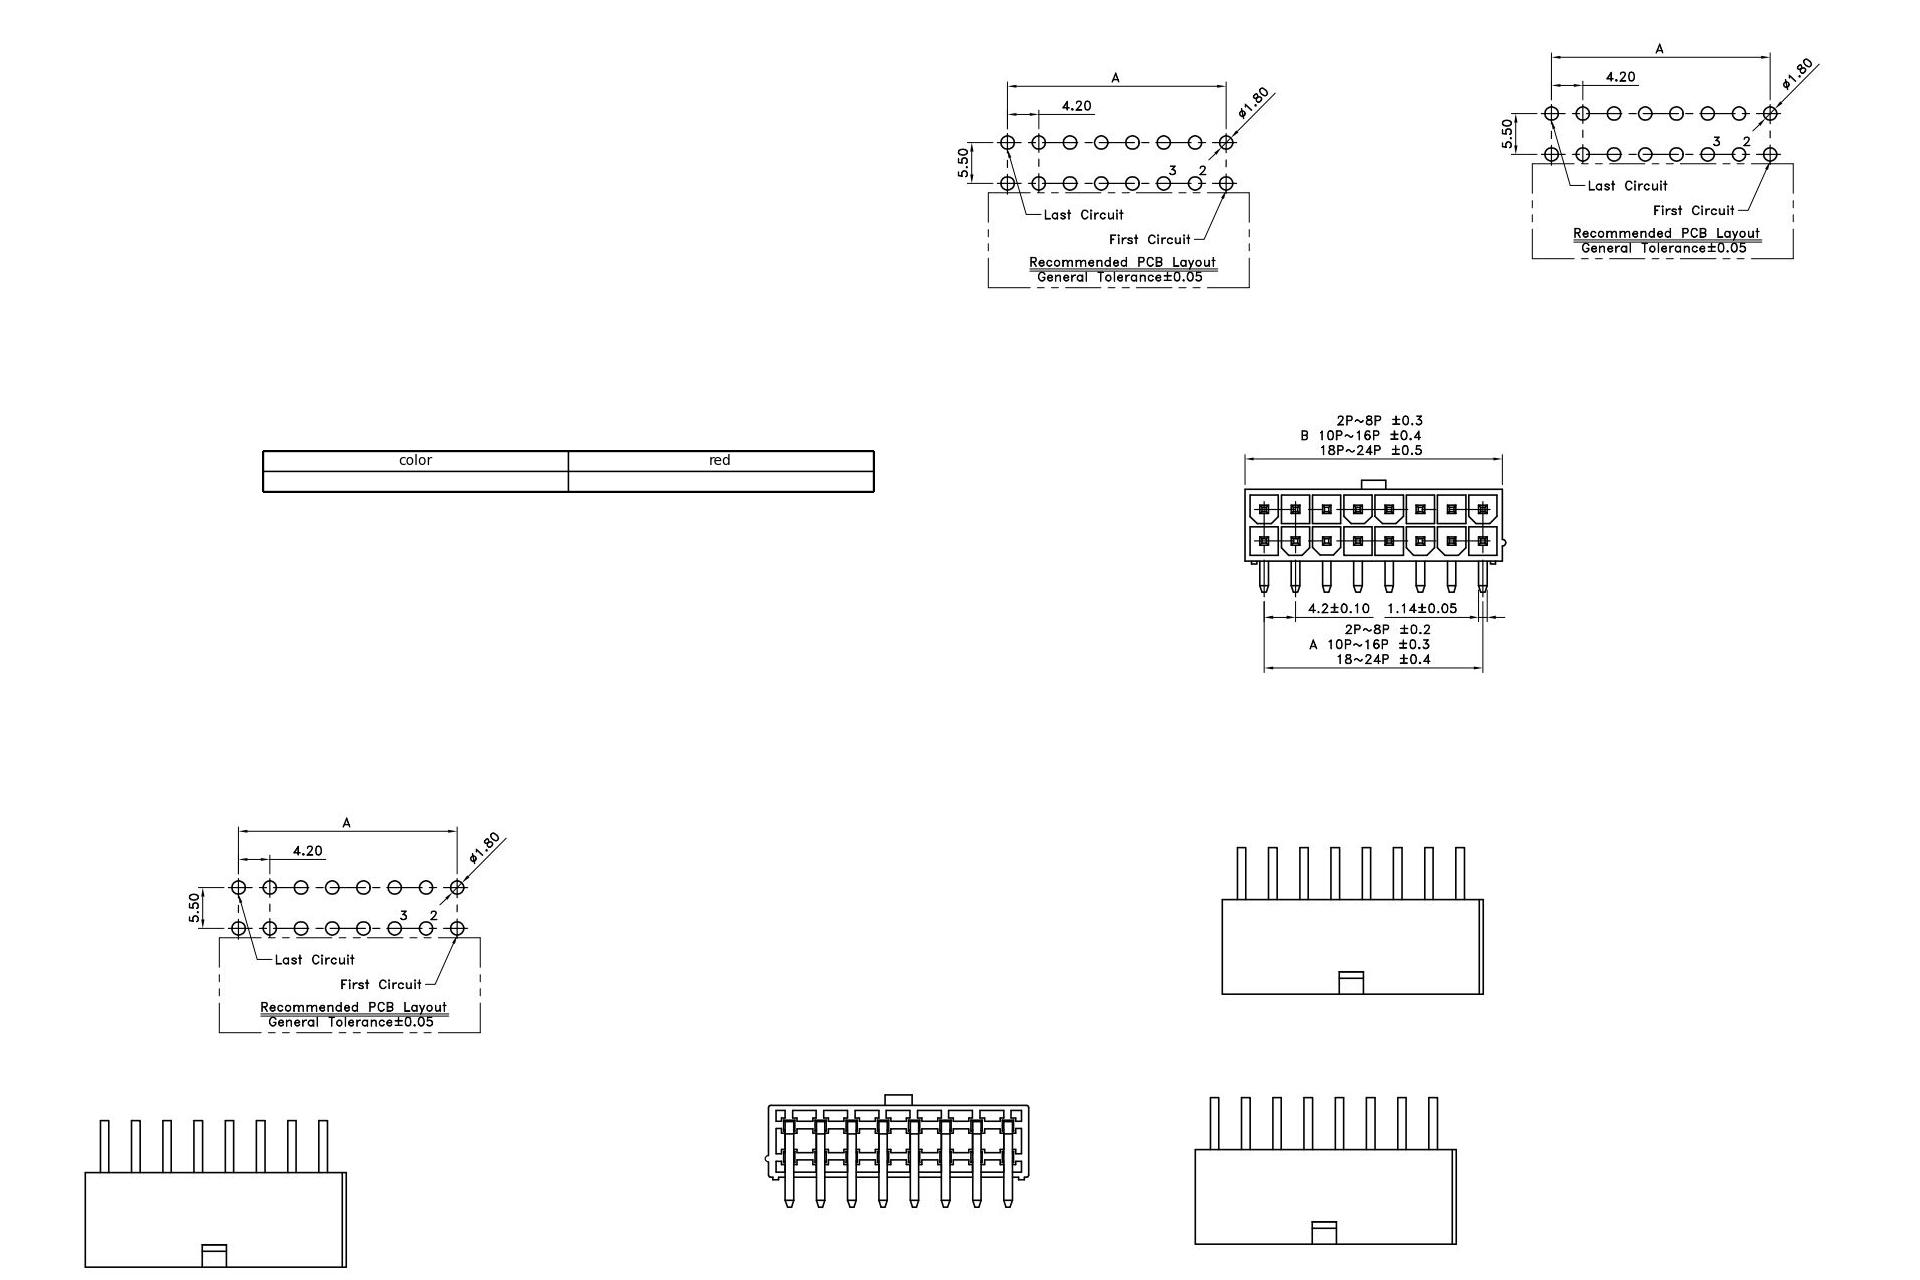 A
4.20
ø1.80
5.50
3 2
Last Circuit
First Circuit
Recommended PCB Layout
General Tolerance±0.05
A
4.20
ø1.80
5.50
3 2
Last Circuit
First Circuit
Recommended PCB Layout
General Tolerance±0.05
color red
2P~8P ±0.3
B 10P~16P ±0.4
18P~24P ±0.5
4.2±0.10 1.14±0.05
2P~8P ±0.2
A 10P~16P ±0.3
18~24P ±0.4
A
4.20
ø1.80
5.50
3 2
Last Circuit
First Circuit
Recommended PCB Layout
General Tolerance±0.05